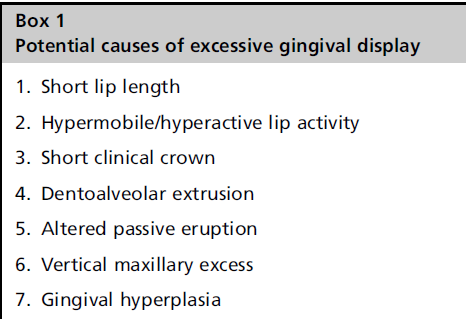 Box 1
Potential causes of excessive gingival display
1. Short lip length
2. Hypermobile/hyperactive lip activity
3. Short clinical crown
4. Dentoalveolar extrusion
5. Altered passive eruption
6. Vertical maxillary excess
7. Gingival hyperplasia